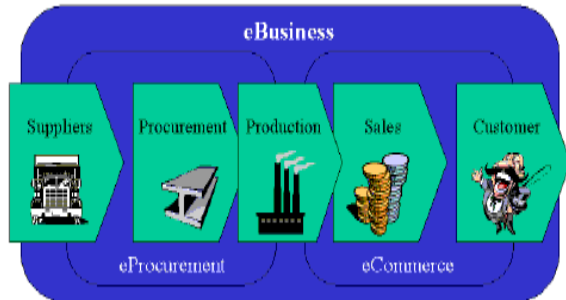 eBusiness
Suppliers
Procurement
Production
Sales
Customer
eProcurement
eCommerce